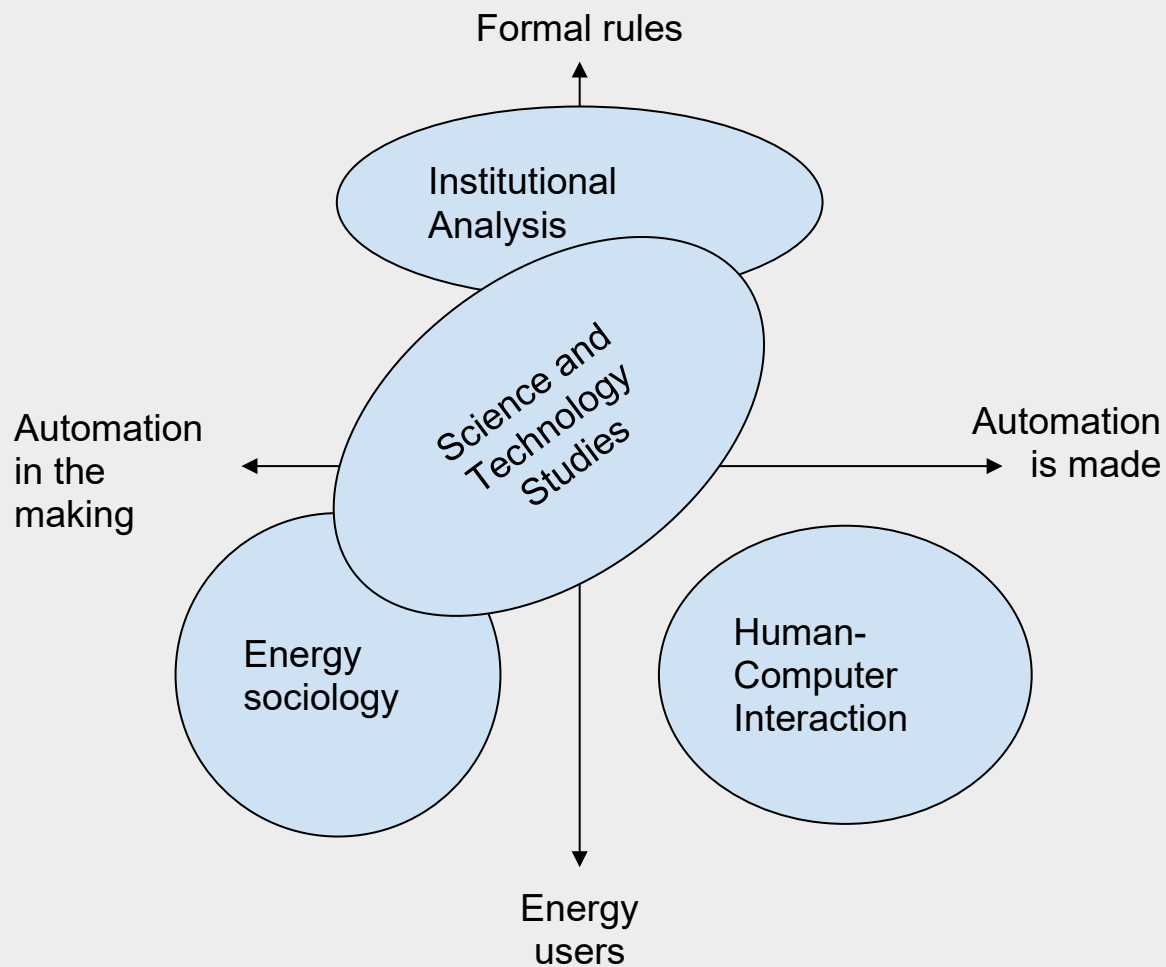 Formal rules
Institutional
Analysis
Science and
Technology
Studies
Automation
in the
making
Automation
is made
Energy
sociology
Human-
Computer
Interaction
Energy
users